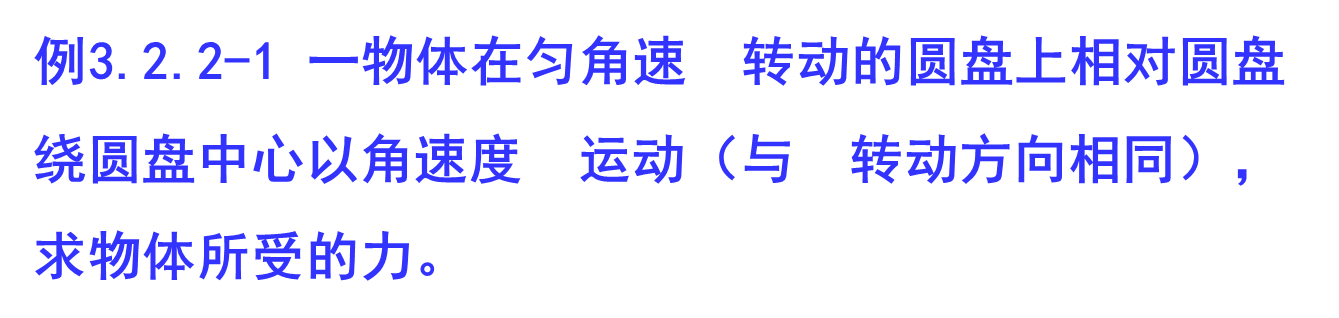 例3.2.2-1 一物体在匀角速 转动的圆盘上相对圆盘
绕圆盘中心以角速度 运动（与 转动方向相同），
求物体所受的力。